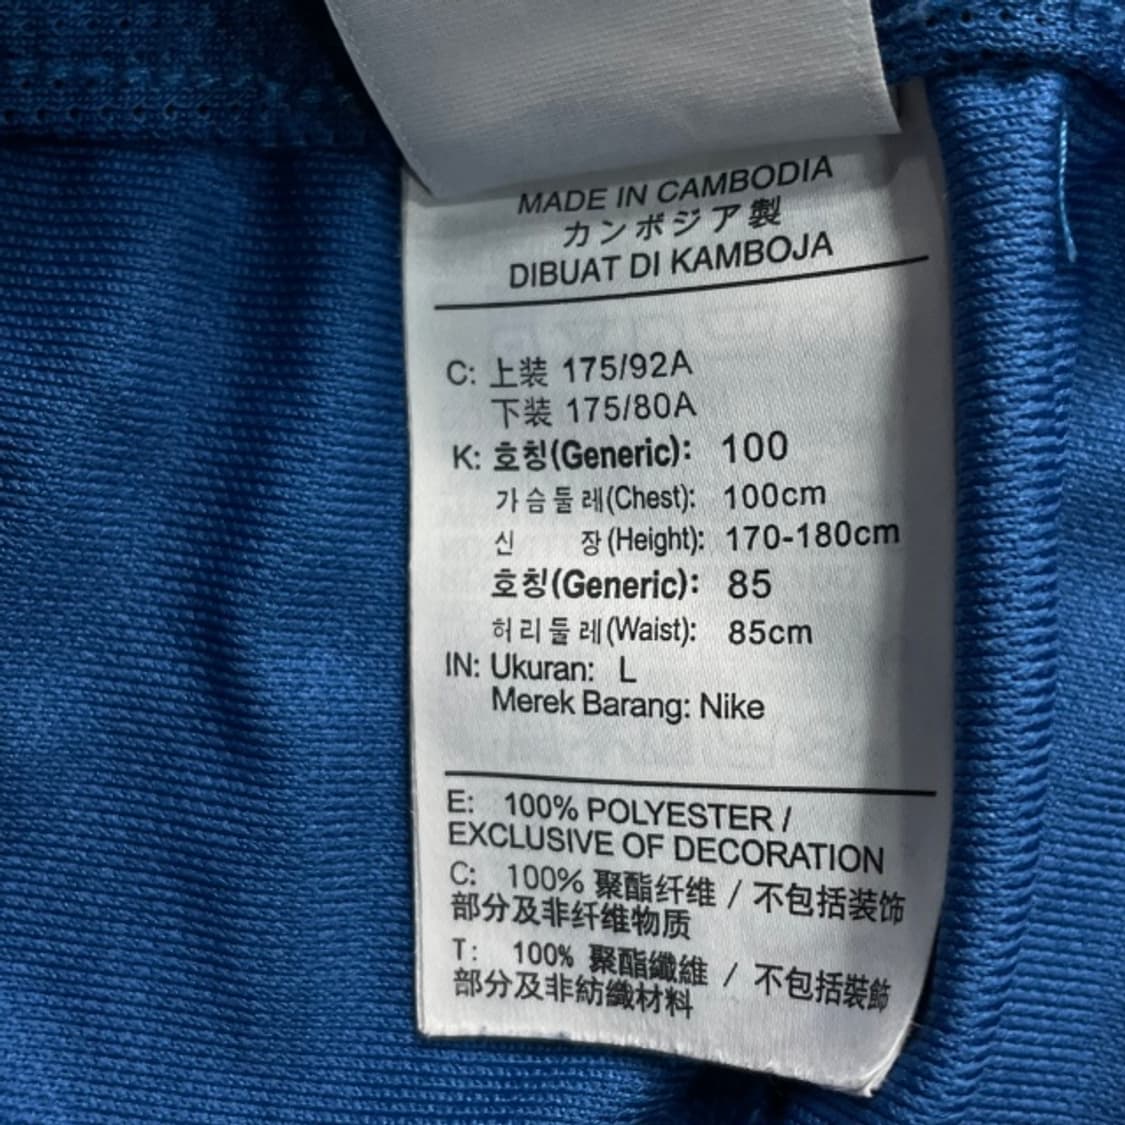 MADE IN CAMBODIA
カンボジア製
DIBUAT DI KAMBOJA
C: 上装 175/92A
下装 175/80A
K: 호칭(Generic): 100
가슴둘레(Chest): 100cm
신 장(Height): 170-180cm
호칭(Generic): 85
허리둘레(Waist): 85cm
IN: Ukuran: L
Merek Barang: Nike
E: 100% POLYESTER /
EXCLUSIVE OF DECORATION
C: 100% 聚酯纤维 / 不包括装饰
部分及非纤维物质
T: 100% 聚酯纖維 / 不包括裝飾
部分及非紡織材料